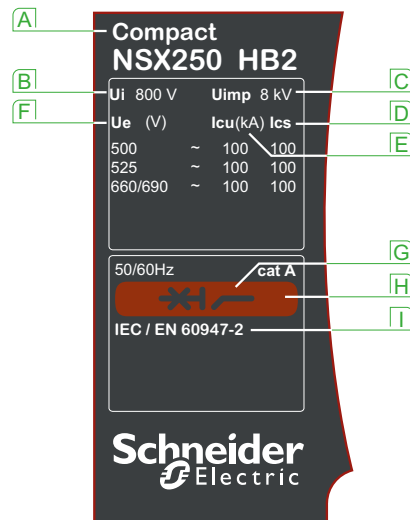 A
Compact
NSX250 HB2
B
Ui 800 V Uimp 8 kV
C
F
Ue (V) Icu(kA) Ics
D
E
500 ~ 100 100
525 ~ 100 100
660/690 ~ 100 100
G
50/60Hz cat A
H
IEC / EN 60947-2
I
Schneider
Electric